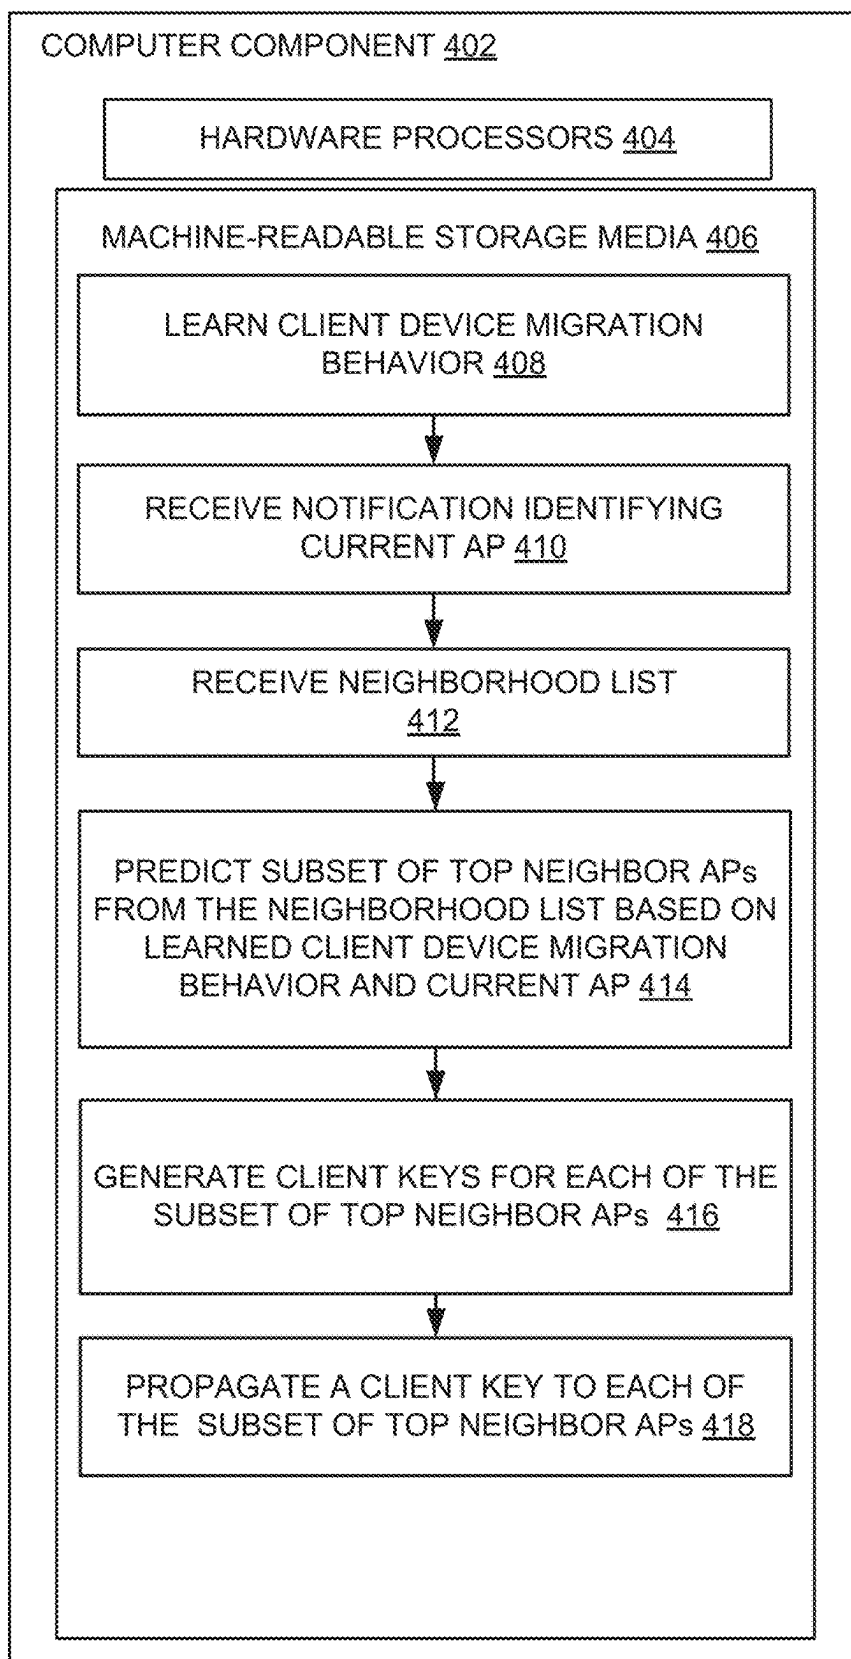 COMPUTER COMPONENT 402
HARDWARE PROCESSORS 404
MACHINE-READABLE STORAGE MEDIA 406
LEARN CLIENT DEVICE MIGRATION
BEHAVIOR 408
RECEIVE NOTIFICATION IDENTIFYING
CURRENT AP 410
RECEIVE NEIGHBORHOOD LIST
412
PREDICT SUBSET OF TOP NEIGHBOR APs
FROM THE NEIGHBORHOOD LIST BASED ON
LEARNED CLIENT DEVICE MIGRATION
BEHAVIOR AND CURRENT AP 414
GENERATE CLIENT KEYS FOR EACH OF THE
SUBSET OF TOP NEIGHBOR APs 416
PROPAGATE A CLIENT KEY TO EACH OF
THE SUBSET OF TOP NEIGHBOR APs 418